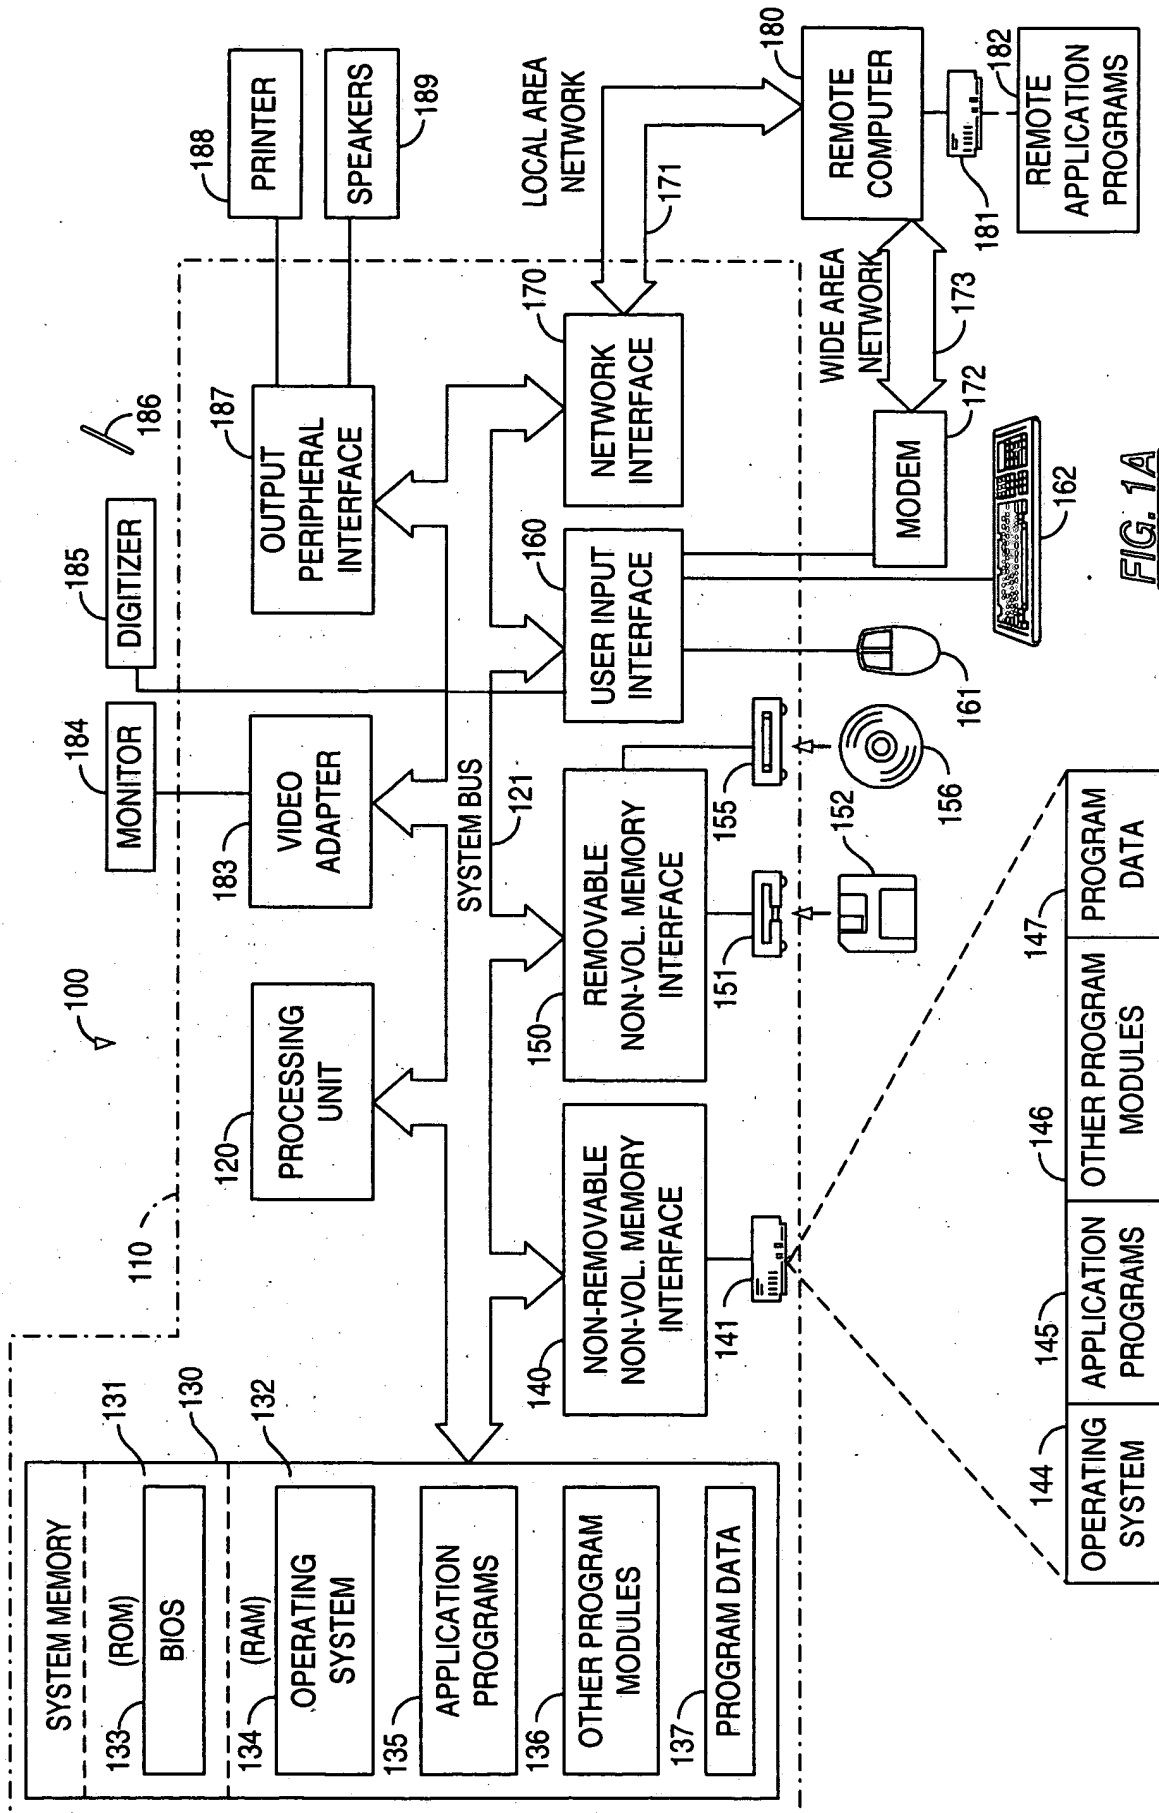 100
110
SYSTEM MEMORY
(ROM)
131
133
BIOS
130
(RAM)
132
134
OPERATING
SYSTEM
135
APPLICATION
PROGRAMS
136
OTHER PROGRAM
MODULES
137
PROGRAM DATA
120
PROCESSING
UNIT
184
MONITOR
183
VIDEO
ADAPTER
185
DIGITIZER
186
187
OUTPUT
PERIPHERAL
INTERFACE
188
PRINTER
SPEAKERS
189
SYSTEM BUS
121
140
NON-REMOVABLE
NON-VOL. MEMORY
INTERFACE
141
150
REMOVABLE
NON-VOL. MEMORY
INTERFACE
151
155
152
156
160
USER INPUT
INTERFACE
170
NETWORK
INTERFACE
LOCAL AREA
NETWORK
171
WIDE AREA
NETWORK
173
172
MODEM
161
162
180
REMOTE
COMPUTER
181
182
REMOTE
APPLICATION
PROGRAMS
144
OPERATING
SYSTEM
145
APPLICATION
PROGRAMS
146
OTHER PROGRAM
MODULES
147
PROGRAM
DATA
FIG. 1A